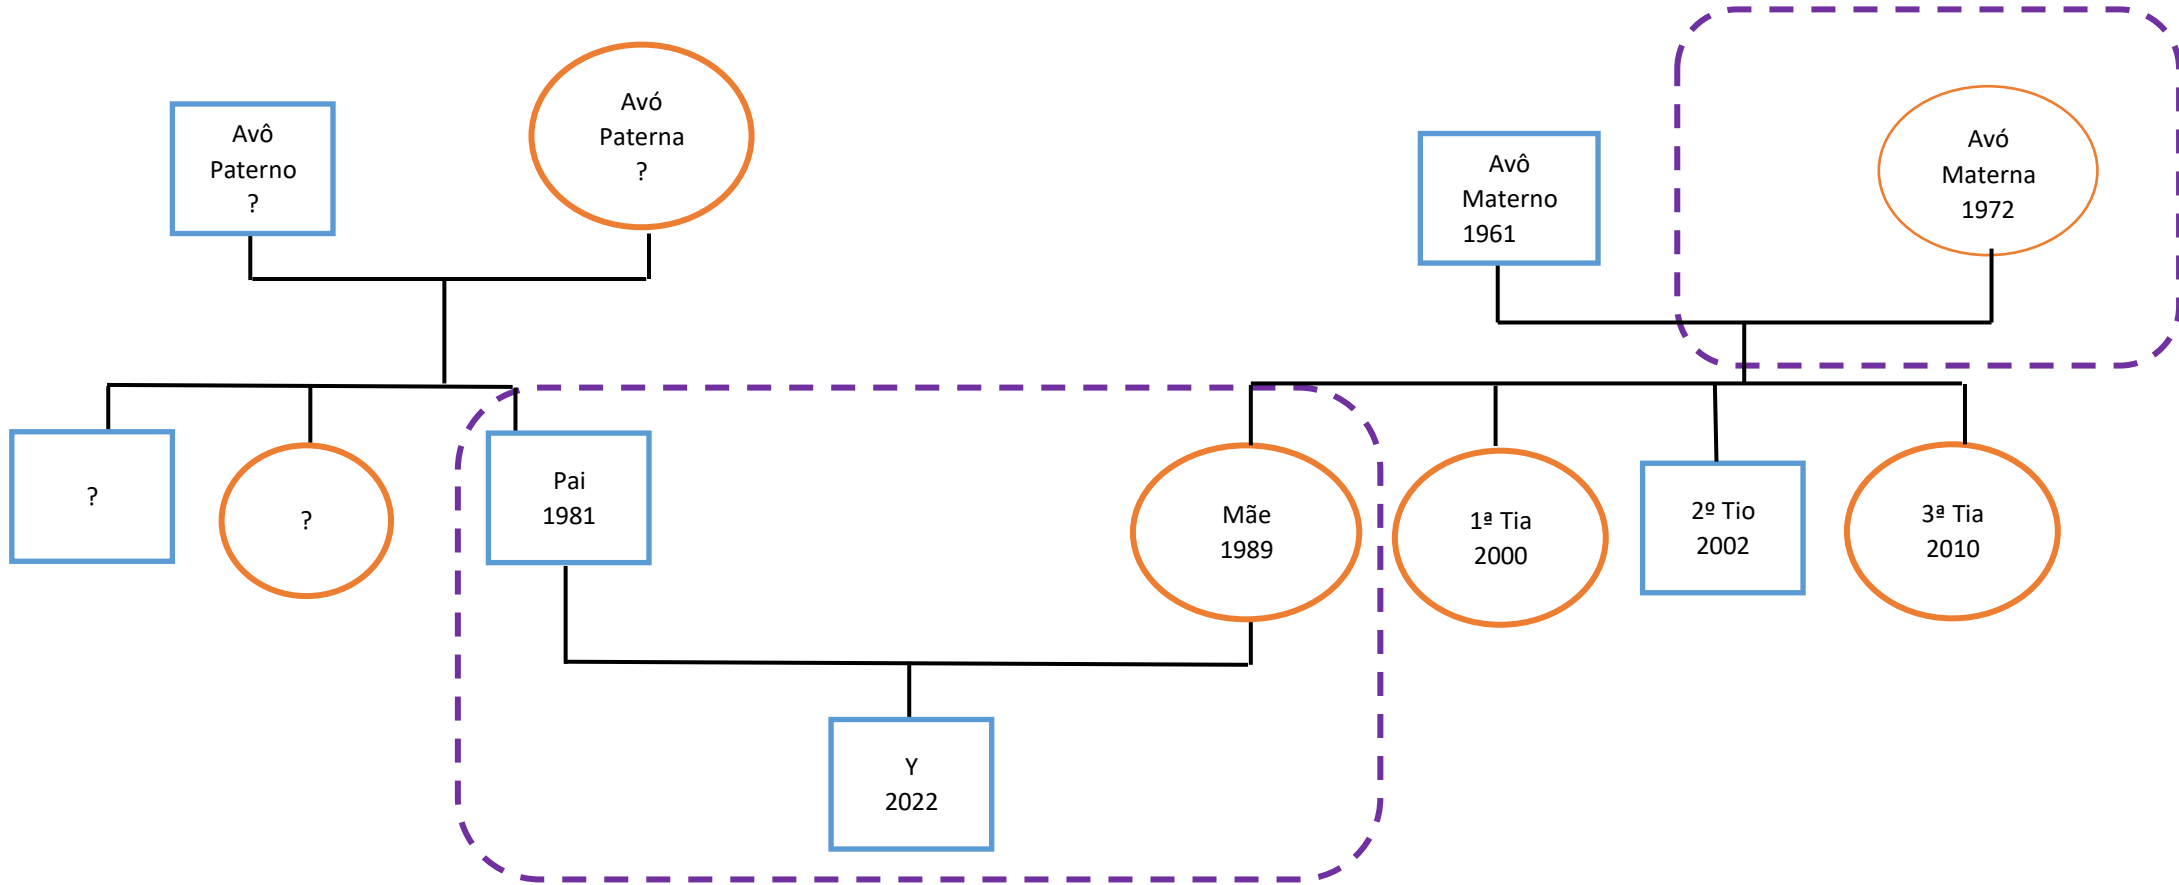 Avô
Paterno
?
Avó
Paterna
?
Avô
Materno
1961
Avó
Materna
1972
?
?
Pai
1981
Mãe
1989
1ª Tia
2000
2º Tio
2002
3ª Tia
2010
Y
2022